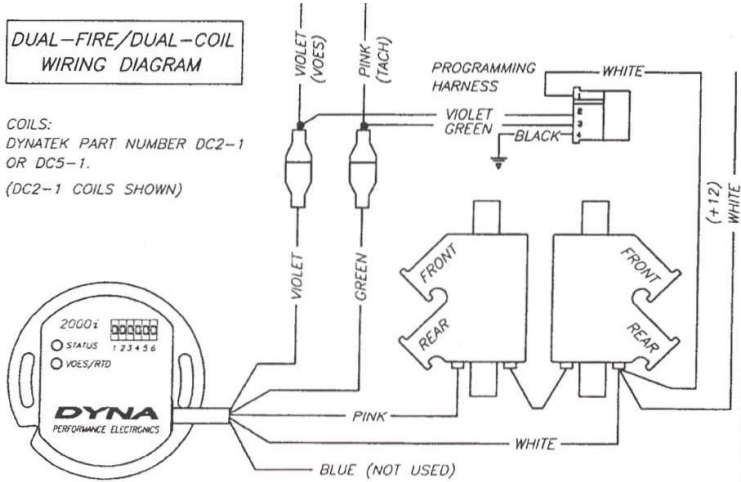 DUAL-FIRE/DUAL-COIL
WIRING DIAGRAM
COILS:
DYNATEK PART NUMBER DC2-1
OR DC5-1.
(DC2-1 COILS SHOWN)
VIOLET
(VOES)
PINK
(TACH)
PROGRAMMING
HARNESS
WHITE
VIOLET
GREEN
BLACK
1
2
3
4
(+12)
WHITE
VIOLET
GREEN
FRONT
REAR
FRONT
REAR
2000i
1 2 3 4 5 6
STATUS
VOES/RTD
DYNA
PERFORMANCE ELECTRONICS
PINK
WHITE
BLUE (NOT USED)